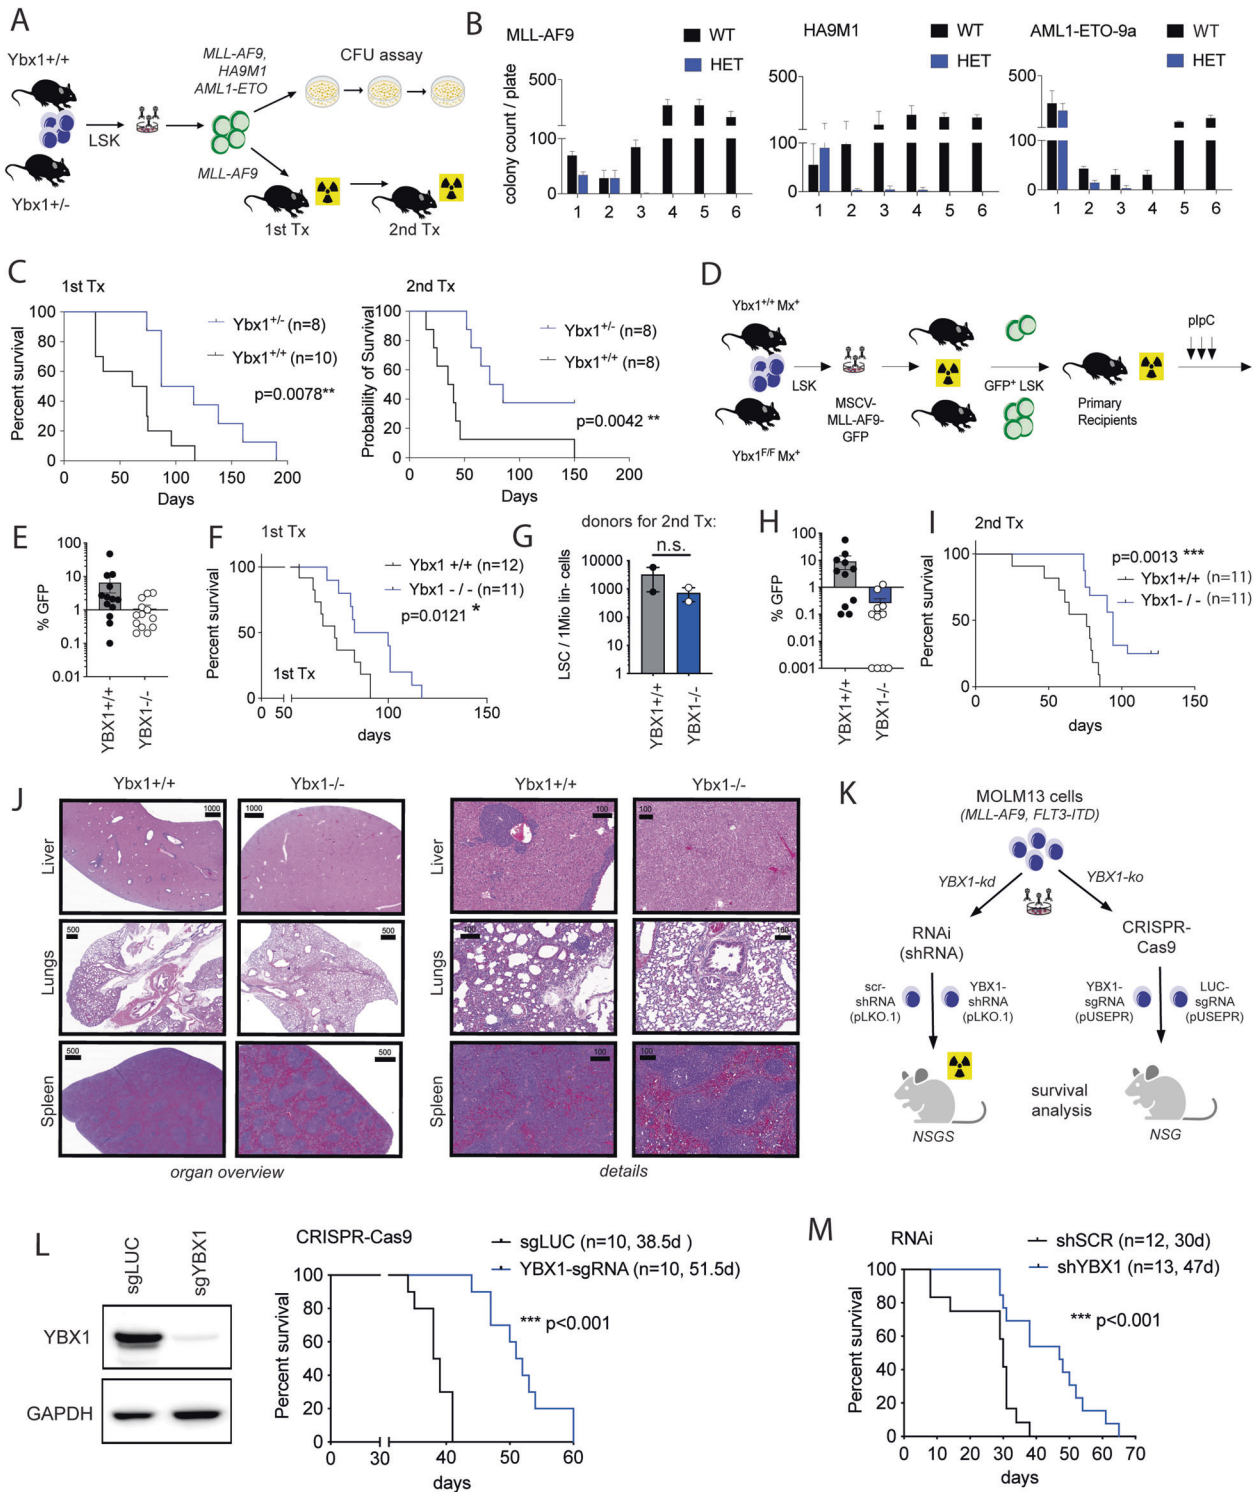 A
Ybx1+/+
Ybx1+/-
LSK
MLL-AF9,
HA9M1
AML1-ETO
CFU assay
MLL-AF9
1st Tx
2nd Tx
B
MLL-AF9
WT
HET
colony count / plate
500
100
0
1 2 3 4 5 6
HA9M1
WT
HET
500
100
0
1 2 3 4 5 6
AML1-ETO-9a
WT
HET
500
100
0
1 2 3 4 5 6
C
1st Tx
Percent survival
100
80
60
40
20
0
0 50 100 150 200
Days
Ybx1+/- (n=8)
Ybx1+/+ (n=10)
p=0.0078**
2nd Tx
Probability of Survival
100
80
60
40
20
0
0 50 100 150 200
Days
Ybx1+/- (n=8)
Ybx1+/+ (n=8)
p=0.0042 **
D
Ybx1+/+ Mx+
Ybx1F/F Mx+
LSK
MSCV-
MLL-AF9-
GFP
GFP+ LSK
Primary
Recipients
pIpC
E
% GFP
100
10
1
0.1
0.01
YBX1+/+
YBX1-/-
F
1st Tx
Percent survival
100
50
0
1st Tx
0 50 100 150
days
Ybx1 +/+ (n=12)
Ybx1 -/- (n=11)
p=0.0121 *
G
donors for 2nd Tx:
n.s.
LSC / 1Mio lin- cells
10000
1000
100
10
1
YBX1+/+
YBX1-/-
H
% GFP
100
10
1
0.1
0.01
0.001
YBX1+/+
YBX1-/-
I
2nd Tx
Percent survival
100
50
0
0 50 100 150
days
p=0.0013 ***
Ybx1+/+ (n=11)
Ybx1-/- (n=11)
J
Ybx1+/+
Ybx1-/-
Ybx1+/+
Ybx1-/-
Liver
1000
1000
Liver
100
100
Lungs
500
500
Lungs
100
100
Spleen
500
500
Spleen
100
100
organ overview
details
K
MOLM13 cells
(MLL-AF9, FLT3-ITD)
YBX1-kd
YBX1-ko
RNAi
(shRNA)
CRISPR-
Cas9
scr-
shRNA
(pLKO.1)
YBX1-
shRNA
(pLKO.1)
YBX1-
sgRNA
(pUSEPR)
LUC-
sgRNA
(pUSEPR)
survival
analysis
NSGS
NSG
L
sgLUC
sgYBX1
YBX1
GAPDH
CRISPR-Cas9
sgLUC (n=10, 38.5d )
YBX1-sgRNA (n=10, 51.5d)
*** p<0.001
Percent survival
100
80
60
40
20
0
0 30 40 50 60
days
M
RNAi
shSCR (n=12, 30d)
shYBX1 (n=13, 47d)
*** p<0.001
Percent survival
100
80
60
40
20
0
0 10 20 30 40 50 60 70
days